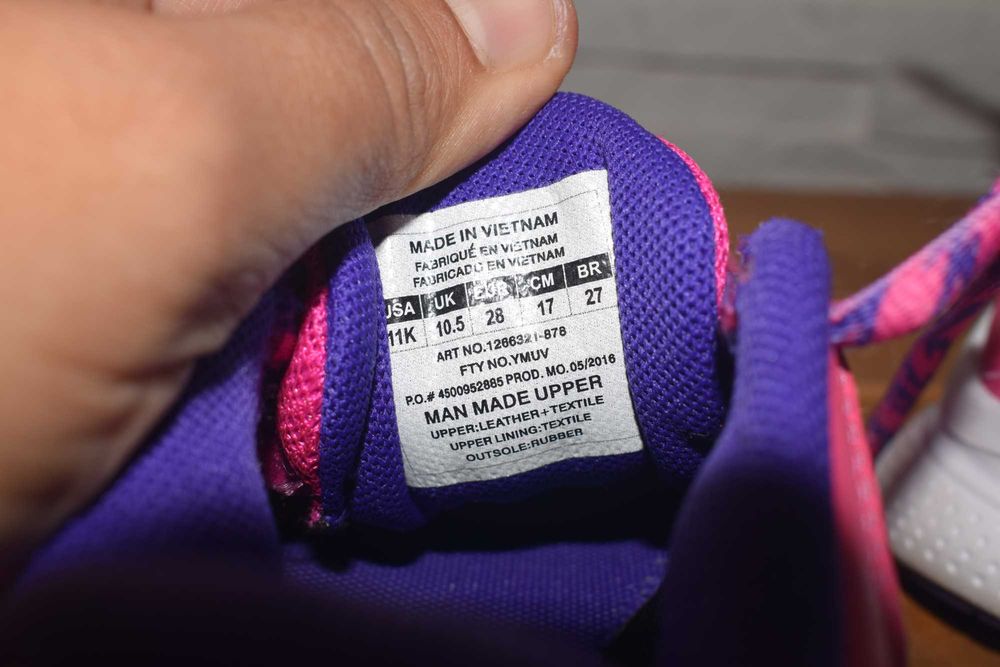 MADE IN VIETNAM
FABRIQUÉ EN VIETNAM
FABRICADO EN VIETNAM
USA UK EUR CM BR
11K 10.5 28 17 27
ART NO.1266321-878
FTY NO.YMUV
P.O.# 4500952885 PROD. MO. 05/2016
MAN MADE UPPER
UPPER:LEATHER+TEXTILE
UPPER LINING:TEXTILE
OUTSOLE:RUBBER